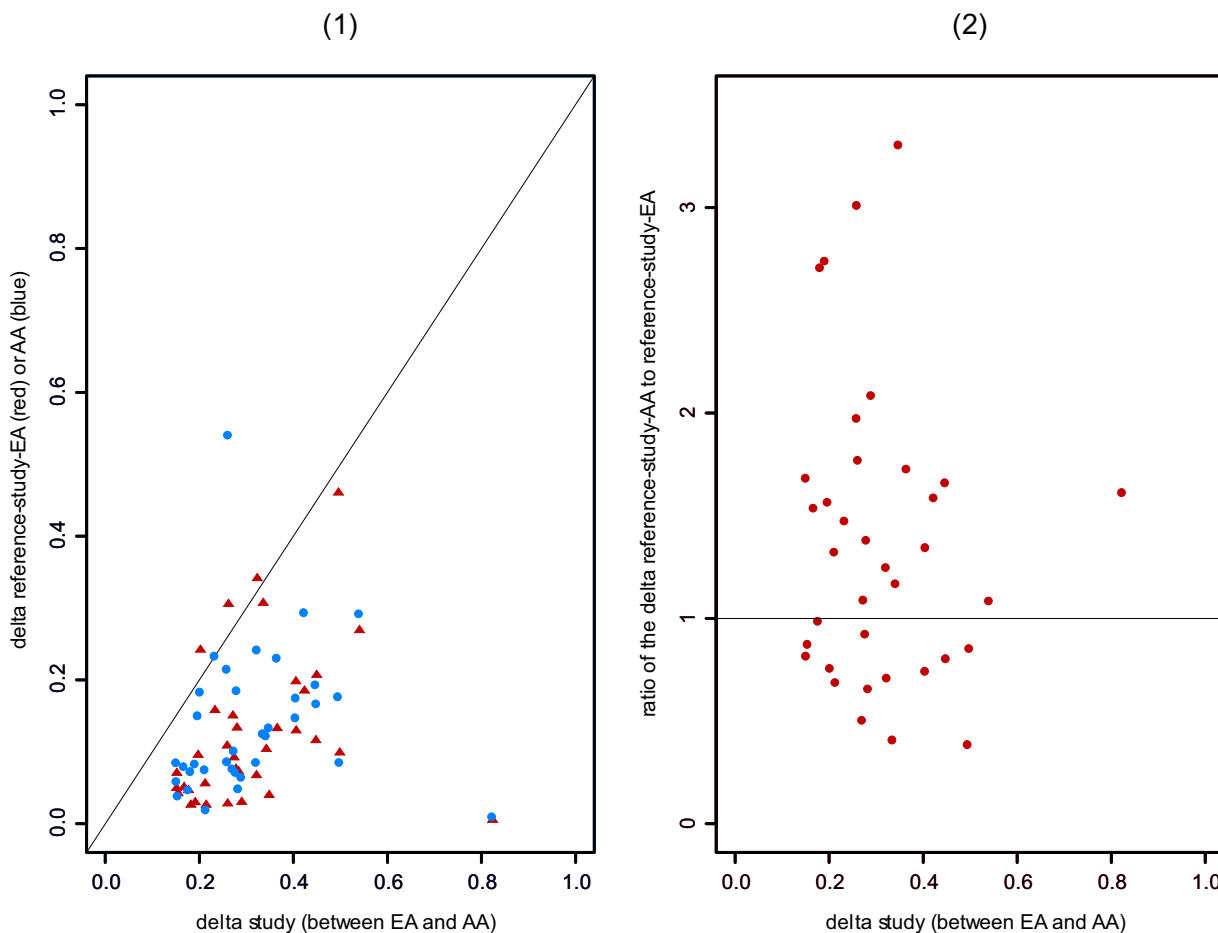 (1)
1.0
0.8
0.6
0.4
0.2
0.0
delta reference-study-EA (red) or AA (blue)
0.0 0.2 0.4 0.6 0.8 1.0
delta study (between EA and AA)
(2)
3
2
1
0
ratio of the delta reference-study-AA to reference-study-EA
0.0 0.2 0.4 0.6 0.8 1.0
delta study (between EA and AA)